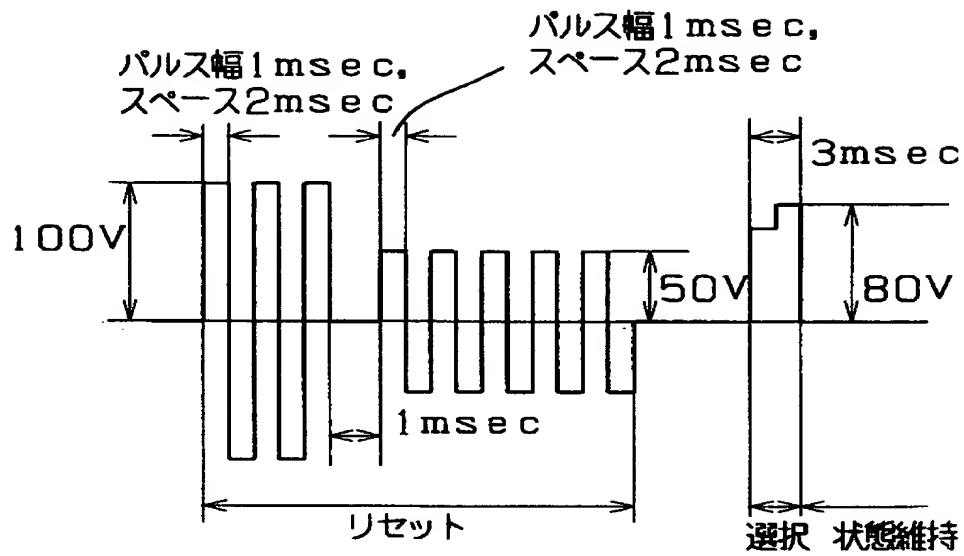 パルス幅1msec,
スペース2msec
パルス幅1msec,
スペース2msec
3msec
100V
50V
80V
1msec
リセット
選択 状態維持